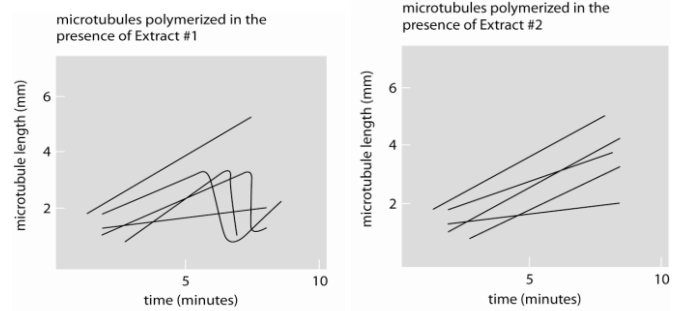 microtubules polymerized in the
presence of Extract #1
microtubule length (mm)
6
4
2
5
10
time (minutes)
microtubules polymerized in the
presence of Extract #2
microtubule length (mm)
6
4
2
5
10
time (minutes)